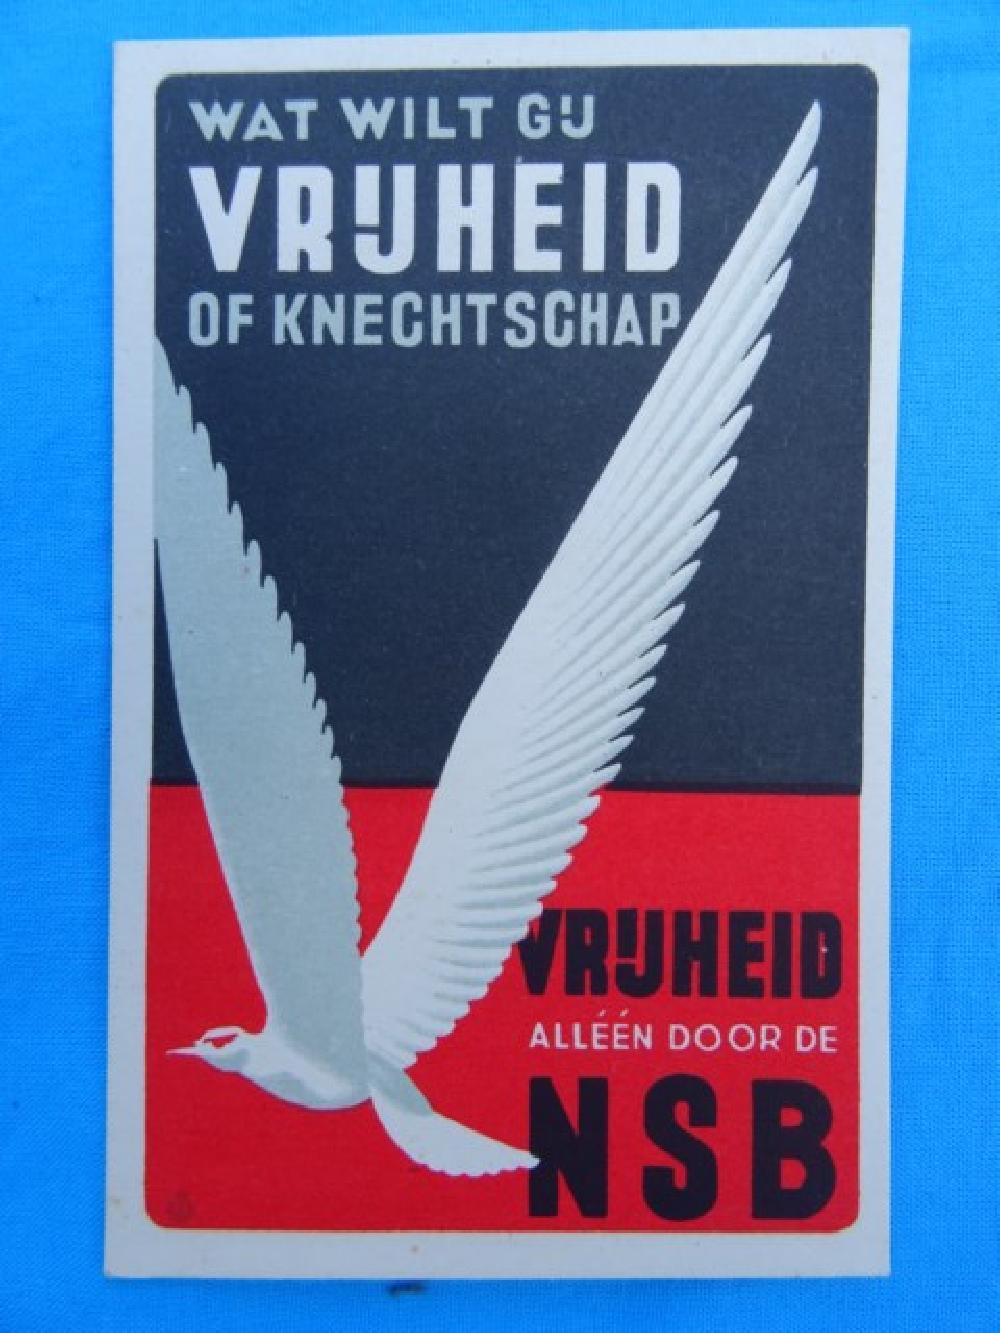 WAT WILT GIJ
VRIJHEID
OF KNECHTSCHAP
VRIJHEID
ALLÉÉN DOOR DE
NSB